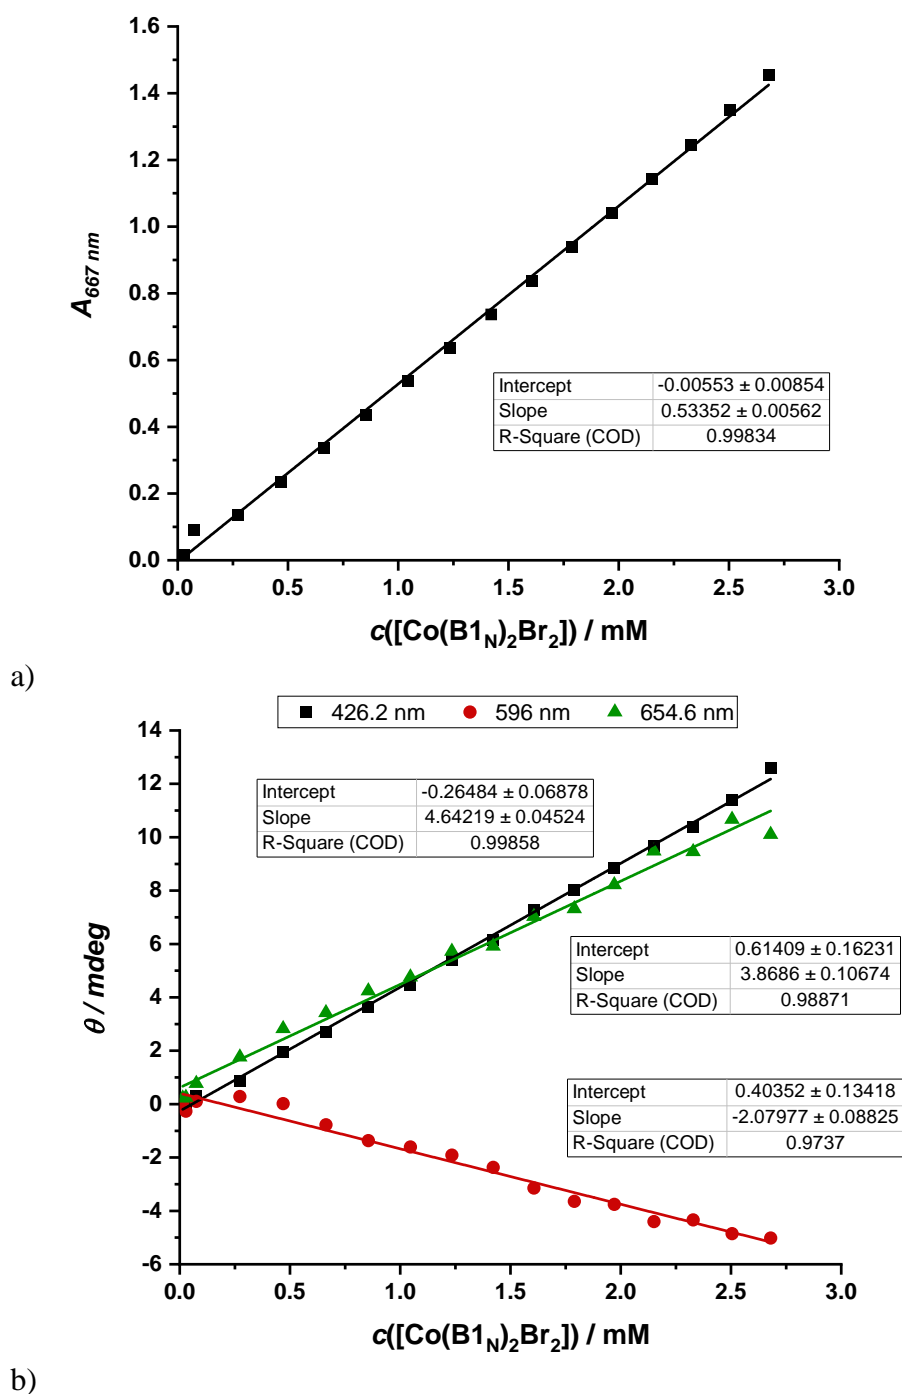 1.6
1.4
1.2
1.0
0.8
0.6
0.4
0.2
0.0
A667 nm
Intercept -0.00553 ± 0.00854
Slope 0.53352 ± 0.00562
R-Square (COD) 0.99834
0.0 0.5 1.0 1.5 2.0 2.5 3.0
c([Co(B1N)2Br2]) / mM
a)
426.2 nm 596 nm 654.6 nm
14
12
10
8
6
4
2
0
-2
-4
-6
θ / mdeg
Intercept -0.26484 ± 0.06878
Slope 4.64219 ± 0.04524
R-Square (COD) 0.99858
Intercept 0.61409 ± 0.16231
Slope 3.8686 ± 0.10674
R-Square (COD) 0.98871
Intercept 0.40352 ± 0.13418
Slope -2.07977 ± 0.08825
R-Square (COD) 0.9737
0.0 0.5 1.0 1.5 2.0 2.5 3.0
c([Co(B1N)2Br2]) / mM
b)